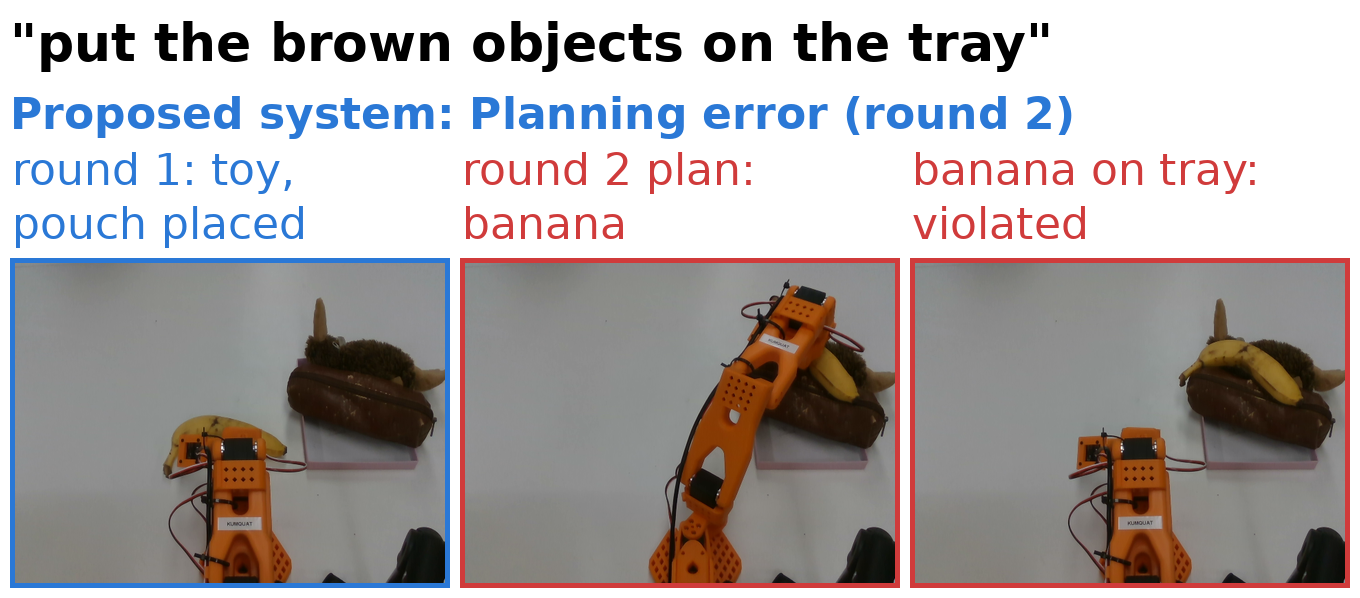 "put the brown objects on the tray"
Proposed system: Planning error (round 2)
round 1: toy,
pouch placed
round 2 plan:
banana
banana on tray:
violated
KUMQUAT
KUMQUAT
KUMQUAT